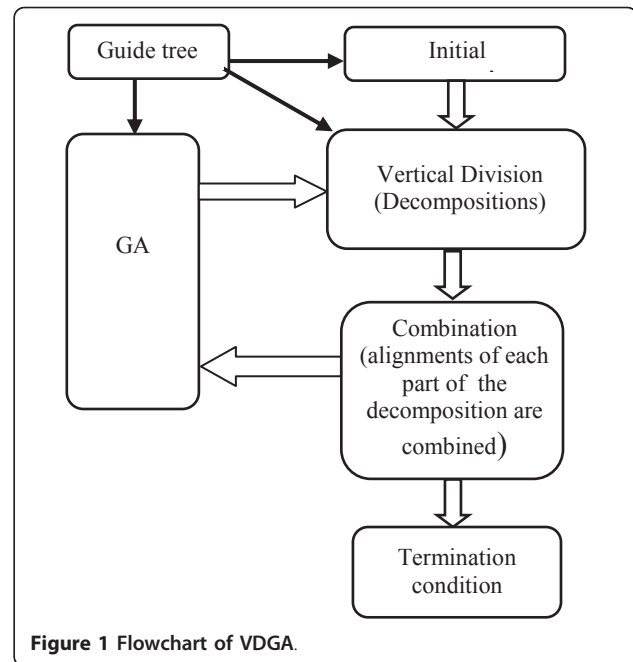 Guide tree
Initial
Vertical Division
(Decompositions)
GA
Combination
(alignments of each
part of the
decomposition are
combined)
Termination
condition
Figure 1 Flowchart of VDGA.